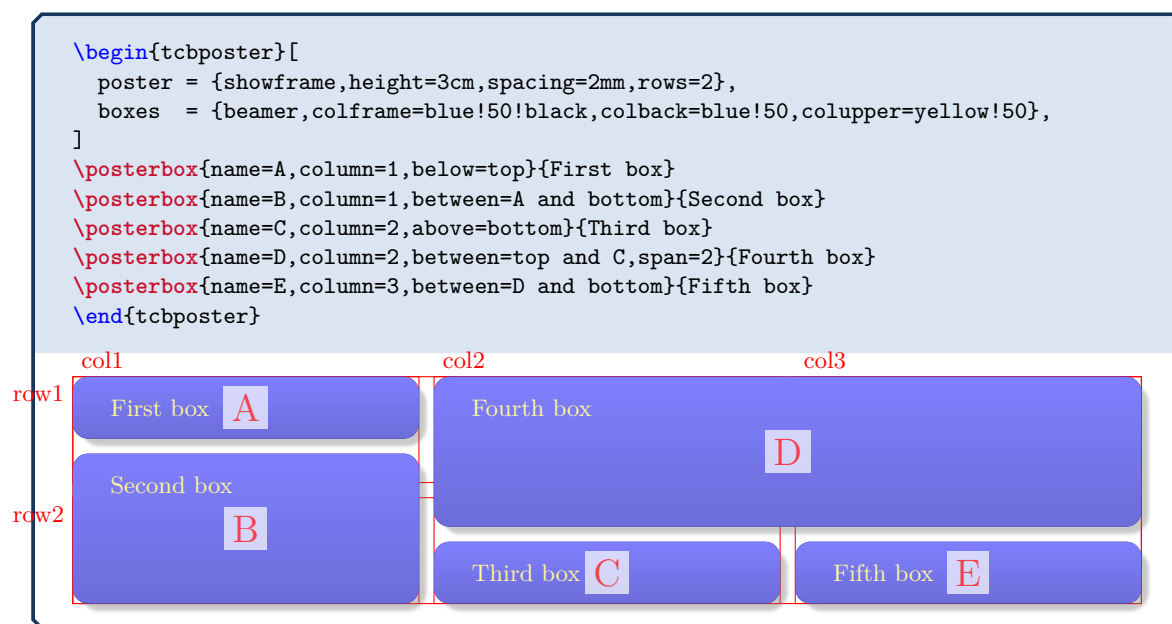 \begin{tcbposter}[
  poster = {showframe,height=3cm,spacing=2mm,rows=2},
  boxes  = {beamer,colframe=blue!50!black,colback=blue!50,colupper=yellow!50},
]
\posterbox{name=A,column=1,below=top}{First box}
\posterbox{name=B,column=1,between=A and bottom}{Second box}
\posterbox{name=C,column=2,above=bottom}{Third box}
\posterbox{name=D,column=2,between=top and C,span=2}{Fourth box}
\posterbox{name=E,column=3,between=D and bottom}{Fifth box}
\end{tcbposter}
col1 col2 col3
row1
First box A
Fourth box
D
Second box
row2
B
Third box C
Fifth box E